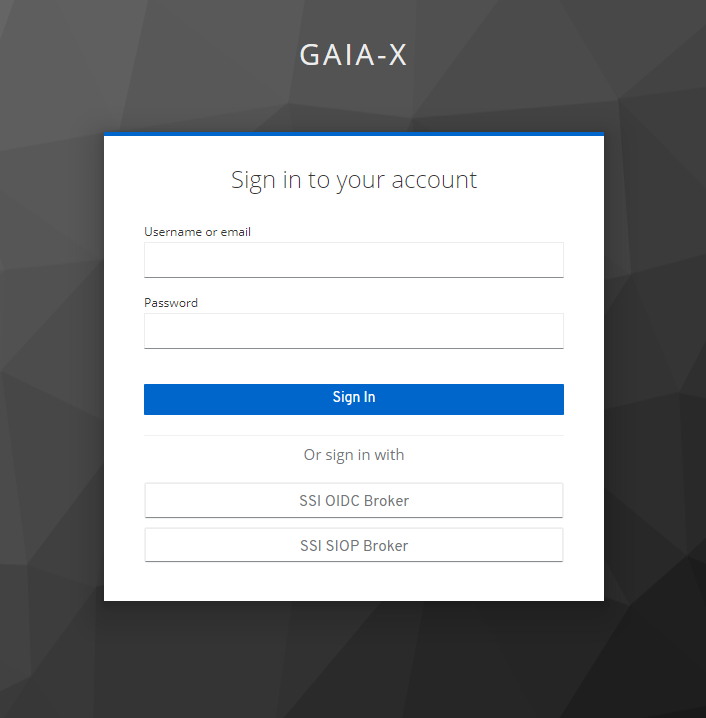 GAIA-X
Sign in to your account
Username or email
Password
Sign In
Or sign in with
SSI OIDC Broker
SSI SIOP Broker